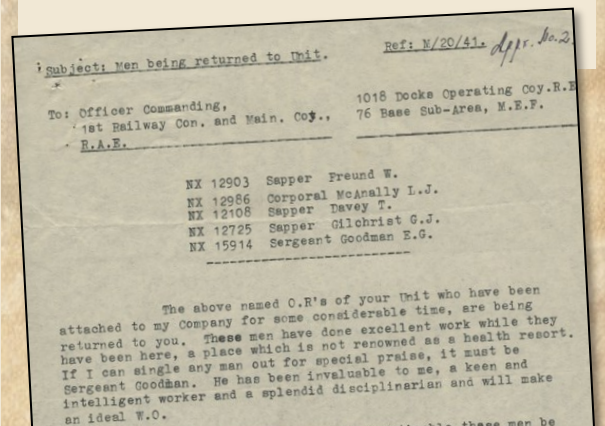 Subject: Men being returned to Unit.
Ref: M/20/41. Appx. No. 2
To: Officer Commanding,
1st Railway Con. and Main. Coy.,
R.A.E.
1018 Docks Operating Coy.R.E
76 Base Sub-Area, M.E.F.
NX 12903 Sapper Freund W.
NX 12986 Corporal McAnally L.J.
NX 12108 Sapper Davey T.
NX 12725 Sapper Gilchrist G.J.
NX 15914 Sergeant Goodman E.G.
The above named O.R's of your Unit who have been
attached to my Company for some considerable time, are being
returned to you. These men have done excellent work while they
have been here, a place which is not renowned as a health resort.
If I can single any man out for special praise, it must be
Sergeant Goodman. He has been invaluable to me, a keen and
intelligent worker and a splendid disciplinarian and will make
an ideal W.O.
these men be